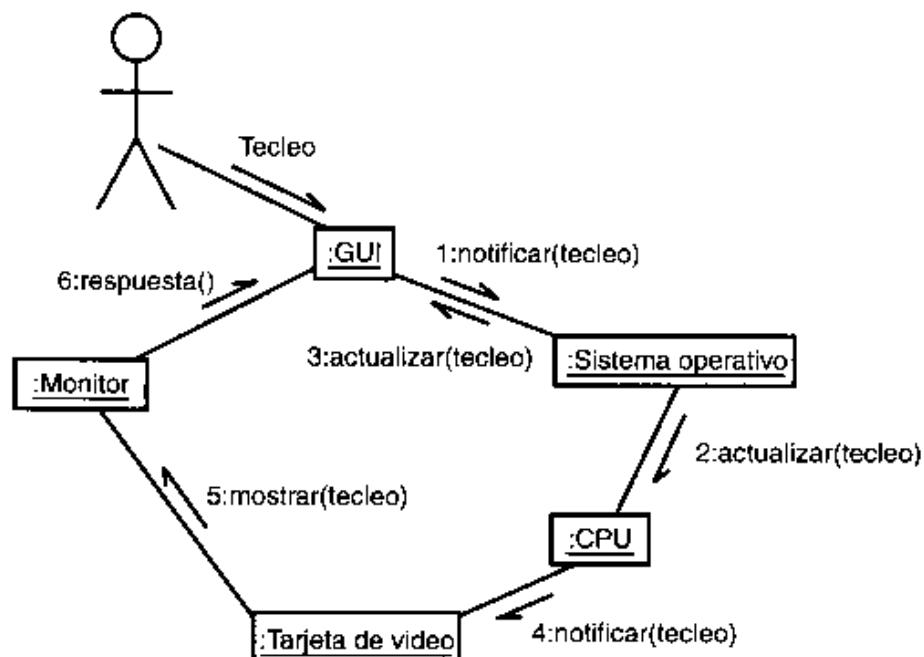 Tecleo
:GUI
1:notificar(tecleo)
6:respuesta()
3:actualizar(tecleo)
:Sistema operativo
:Monitor
2:actualizar(tecleo)
5:mostrar(tecleo)
:CPU
:Tarjeta de video
4:notificar(tecleo)